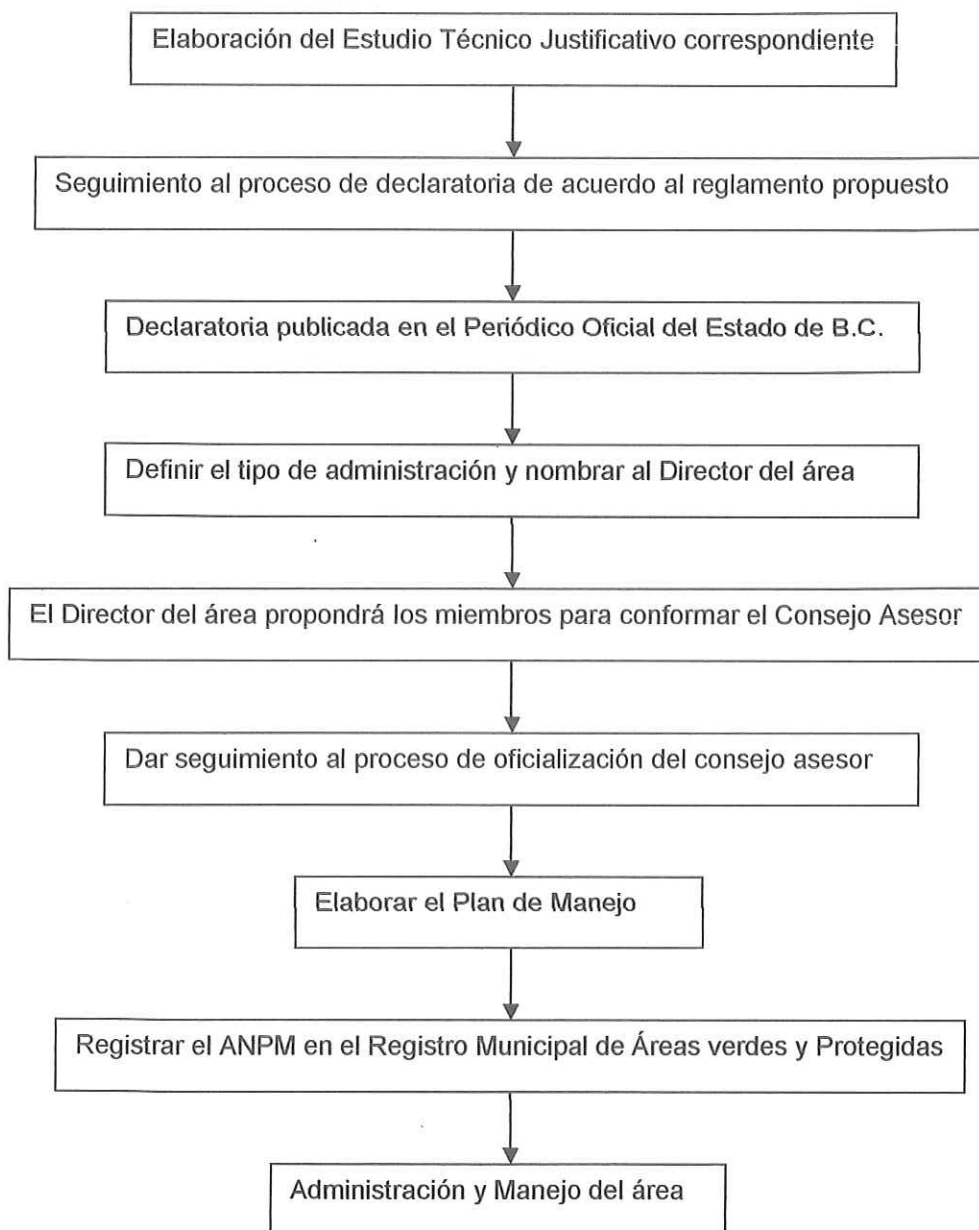 Elaboración del Estudio Técnico Justificativo correspondiente
Seguimiento al proceso de declaratoria de acuerdo al reglamento propuesto
Declaratoria publicada en el Periódico Oficial del Estado de B.C.
Definir el tipo de administración y nombrar al Director del área
El Director del área propondrá los miembros para conformar el Consejo Asesor
Dar seguimiento al proceso de oficialización del consejo asesor
Elaborar el Plan de Manejo
Registrar el ANPM en el Registro Municipal de Áreas verdes y Protegidas
Administración y Manejo del área